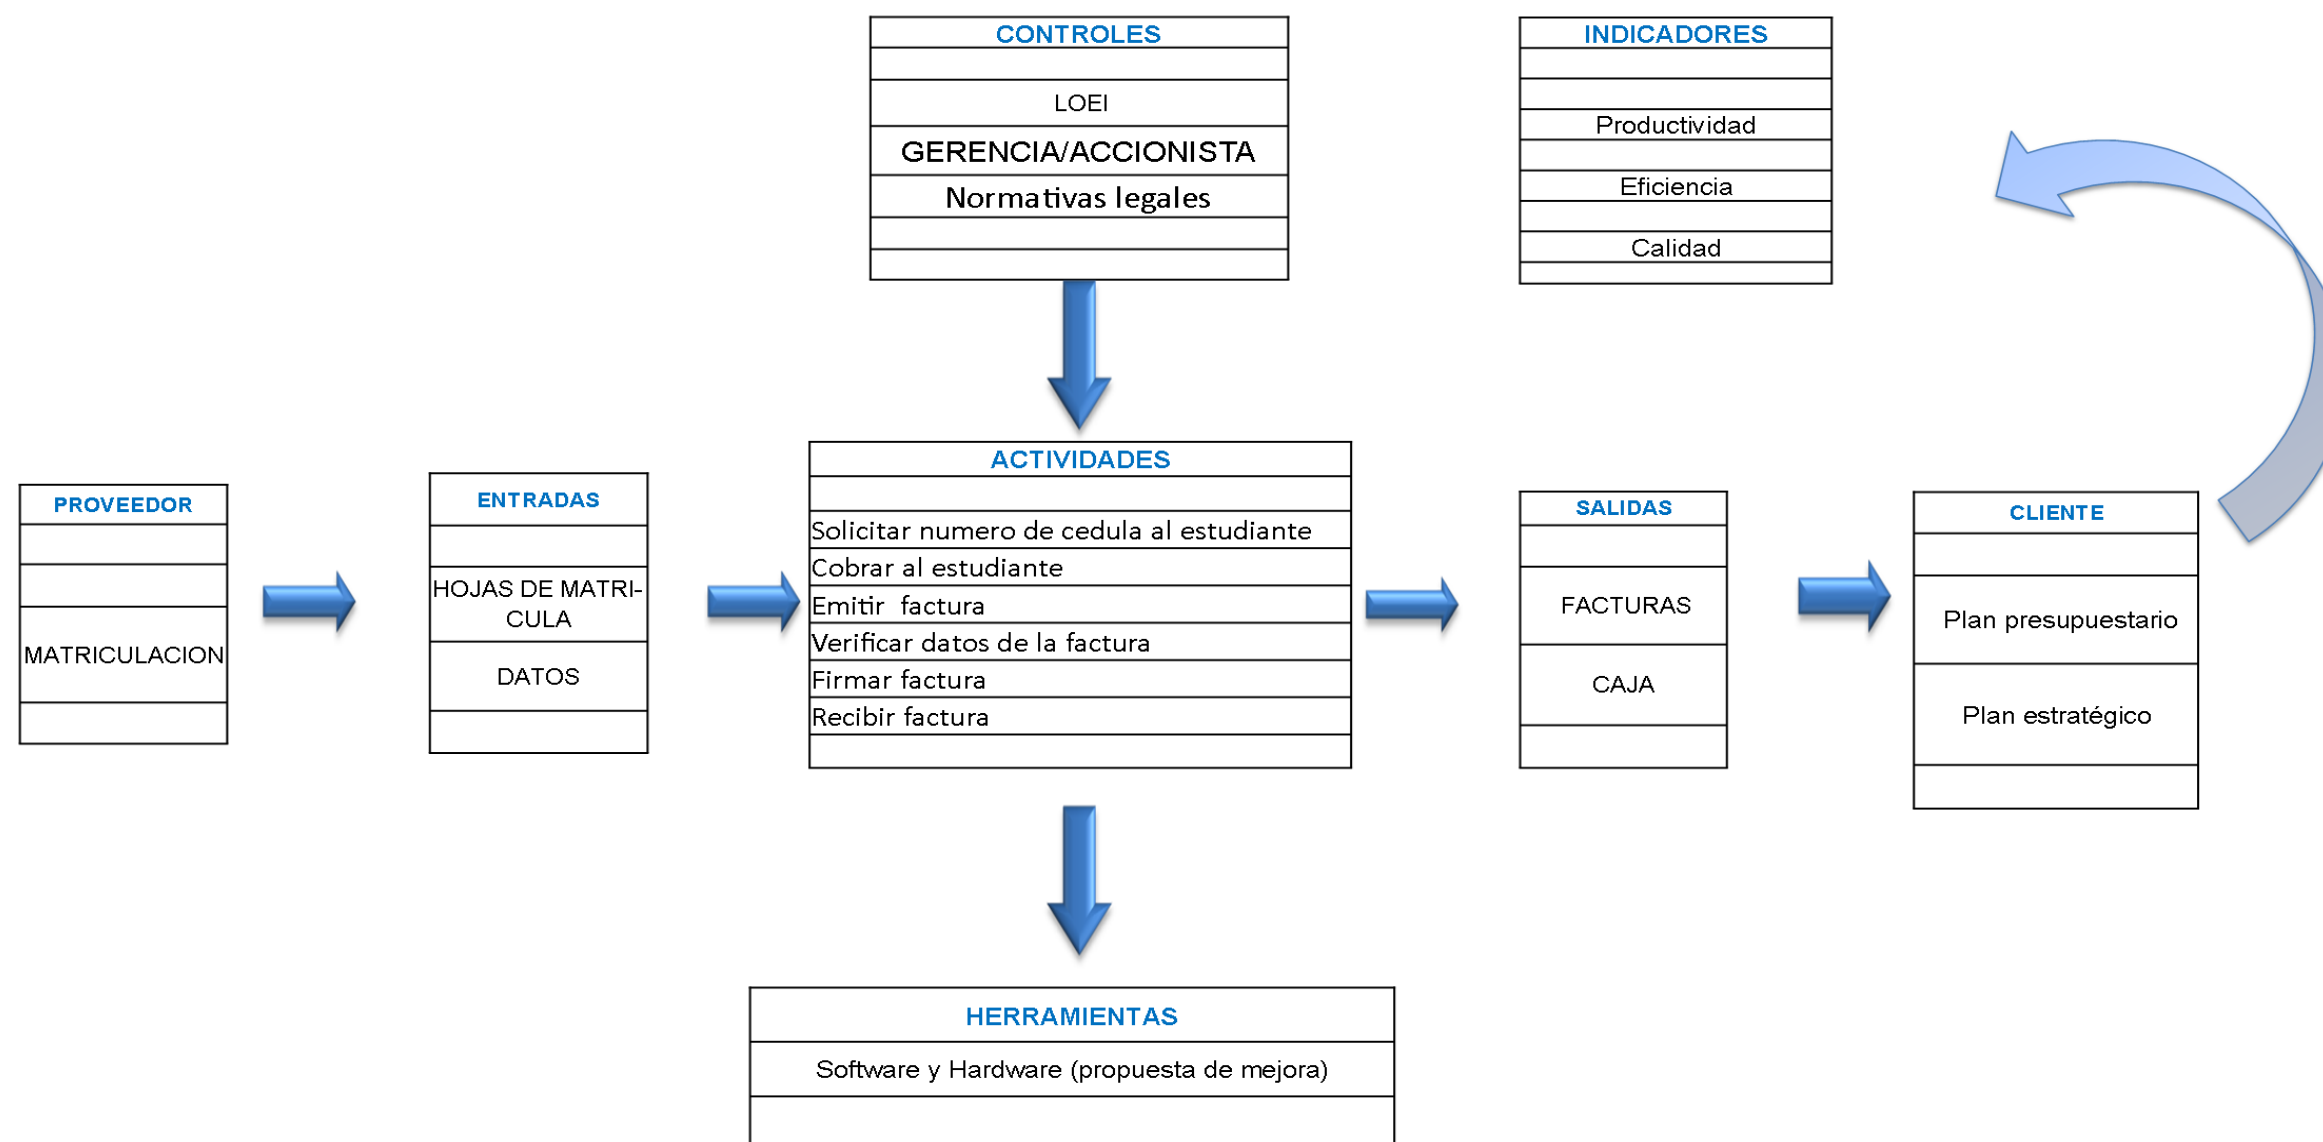 CONTROLES
LOEI
GERENCIA/ACCIONISTA
Normativas legales
INDICADORES
Productividad
Eficiencia
Calidad
PROVEEDOR
MATRICULACION
ENTRADAS
HOJAS DE MATRI-
CULA
DATOS
ACTIVIDADES
Solicitar numero de cedula al estudiante
Cobrar al estudiante
Emitir  factura
Verificar datos de la factura
Firmar factura
Recibir factura
SALIDAS
FACTURAS
CAJA
CLIENTE
Plan presupuestario
Plan estratégico
HERRAMIENTAS
Software y Hardware (propuesta de mejora)